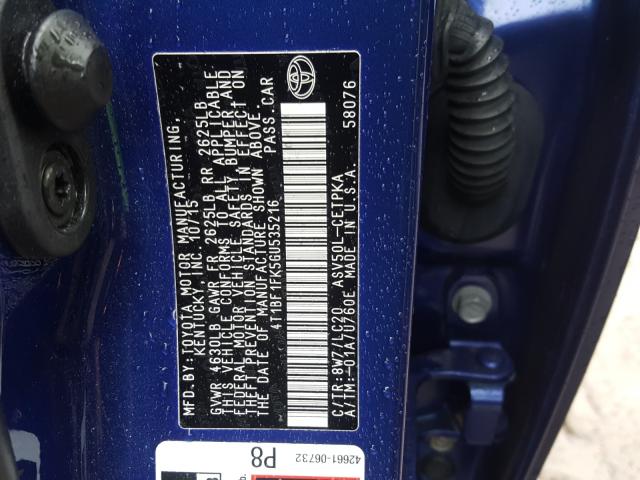 MFD. BY: TOYOTA MOTOR MANUFACTURING,
KENTUCKY, INC. 10/15
GVWR 4630LB GAWR FR 2625LB RR 2625LB
THIS VEHICLE CONFORMS TO ALL APPLICABLE
FEDERAL MOTOR VEHICLE SAFETY, BUMPER, AND
THEFT PREVENTION STANDARDS IN EFFECT ON
THE DATE OF MANUFACTURE SHOWN ABOVE.
4T1BF1FK5GU535216 PASS. CAR
58076
C/TR: 8W7/LC20 ASV50L-CETPKA
A/TM: -01A/U760E MADE IN U.S.A.
42661-06732
P8